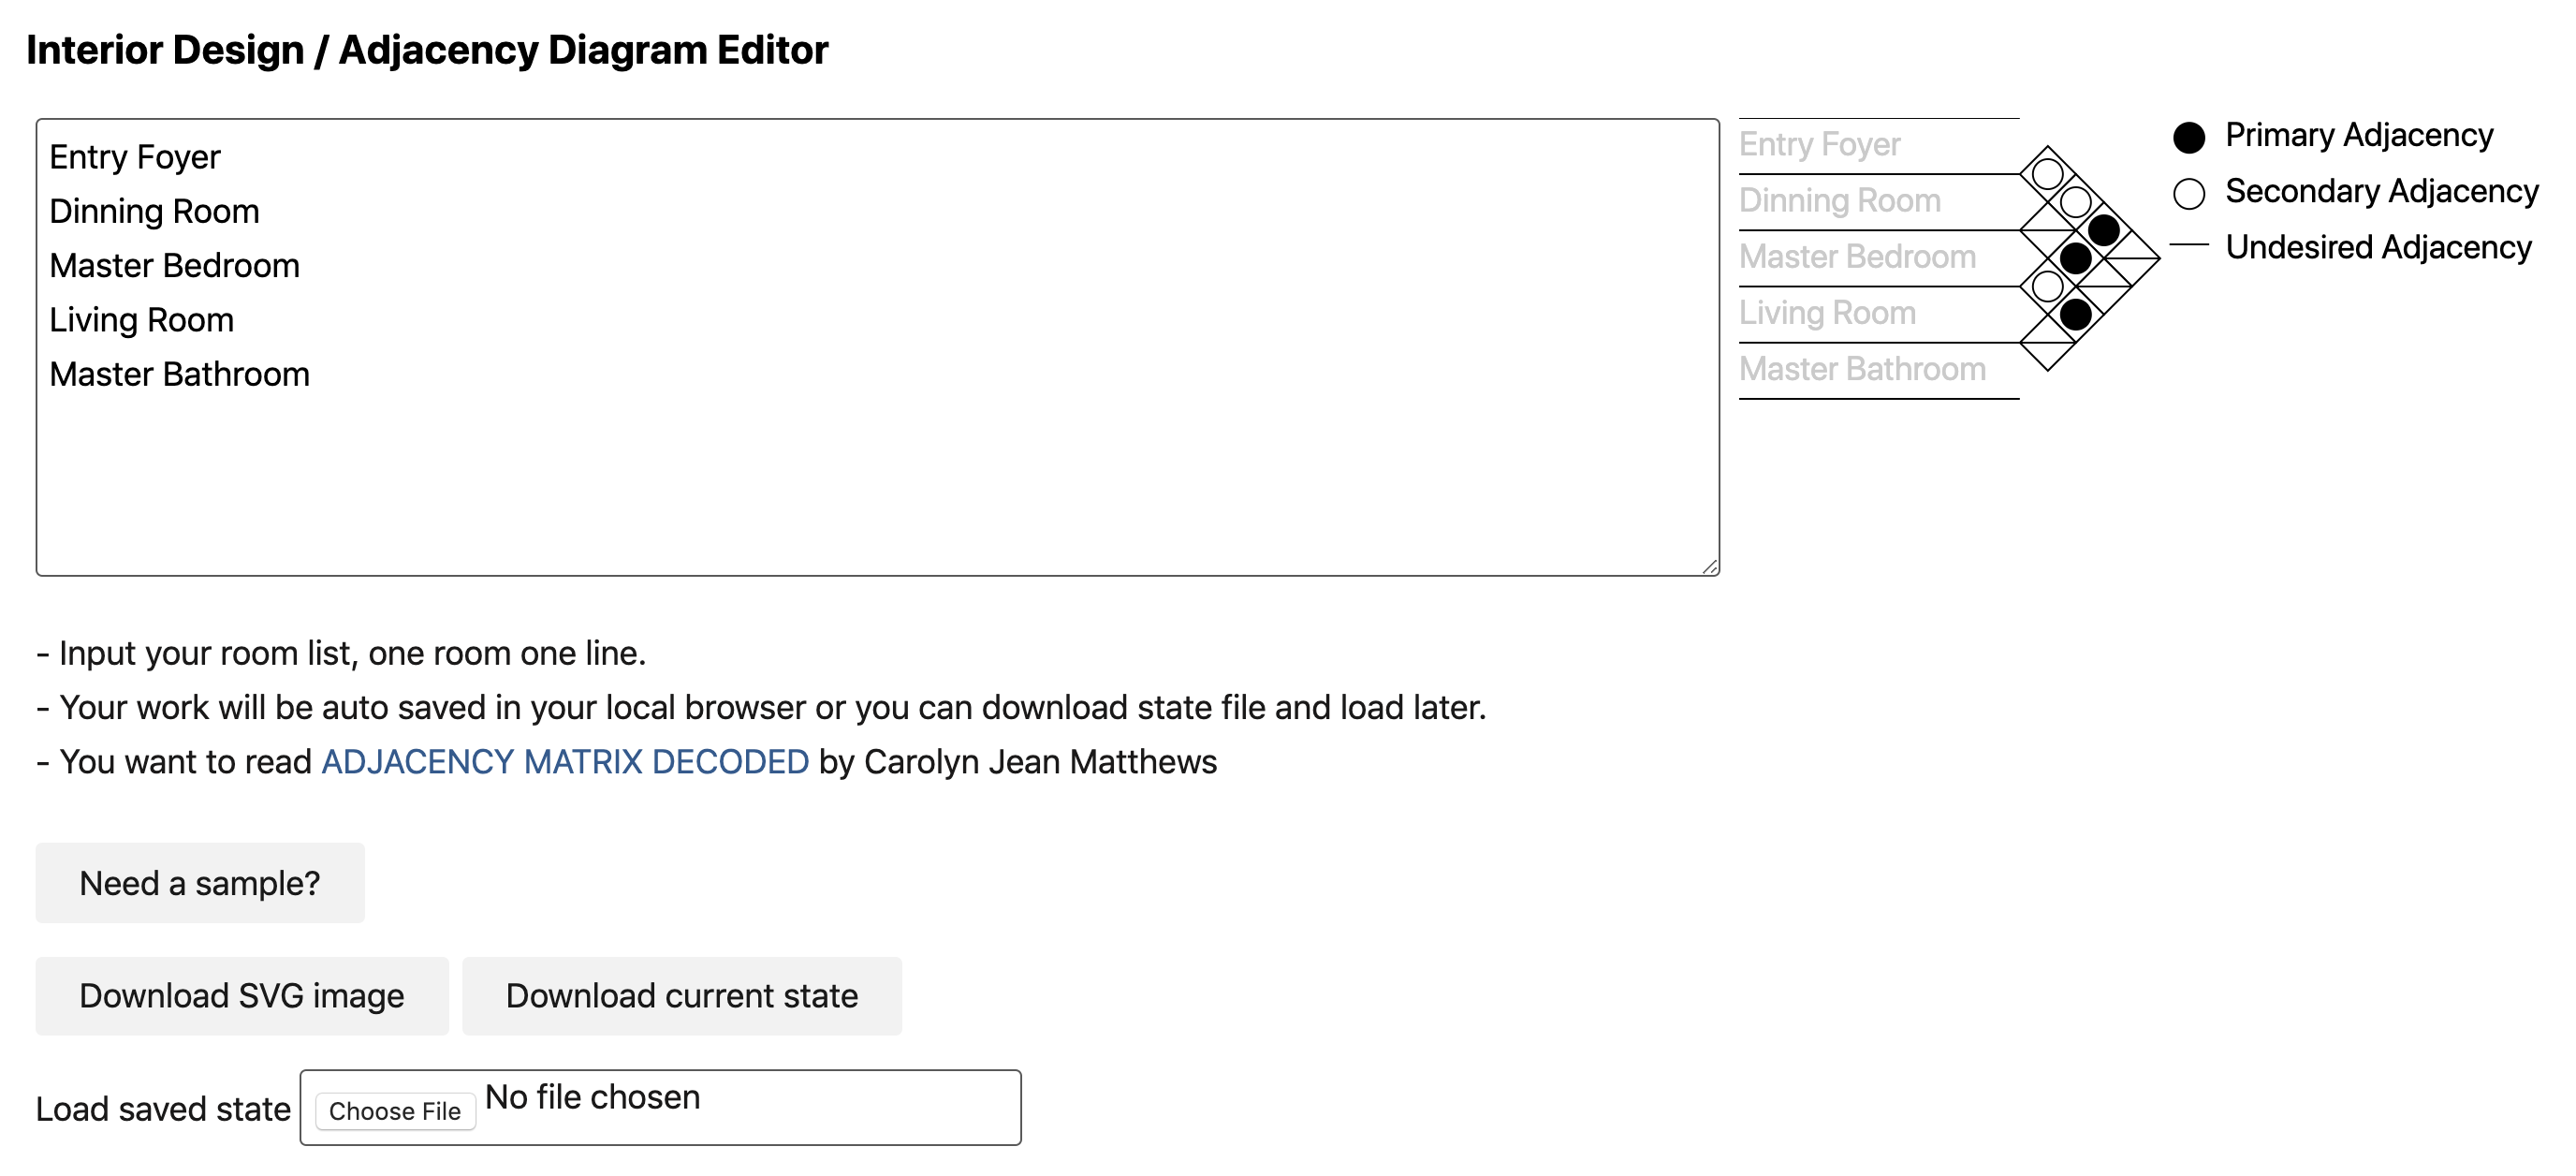 Interior Design / Adjacency Diagram Editor
Entry Foyer
Dinning Room
Master Bedroom
Living Room
Master Bathroom
Entry Foyer
Dinning Room
Master Bedroom
Living Room
Master Bathroom
Primary Adjacency
Secondary Adjacency
Undesired Adjacency
- Input your room list, one room one line.
- Your work will be auto saved in your local browser or you can download state file and load later.
- You want to read ADJACENCY MATRIX DECODED by Carolyn Jean Matthews
Need a sample?
Download SVG image Download current state
Load saved state Choose File No file chosen